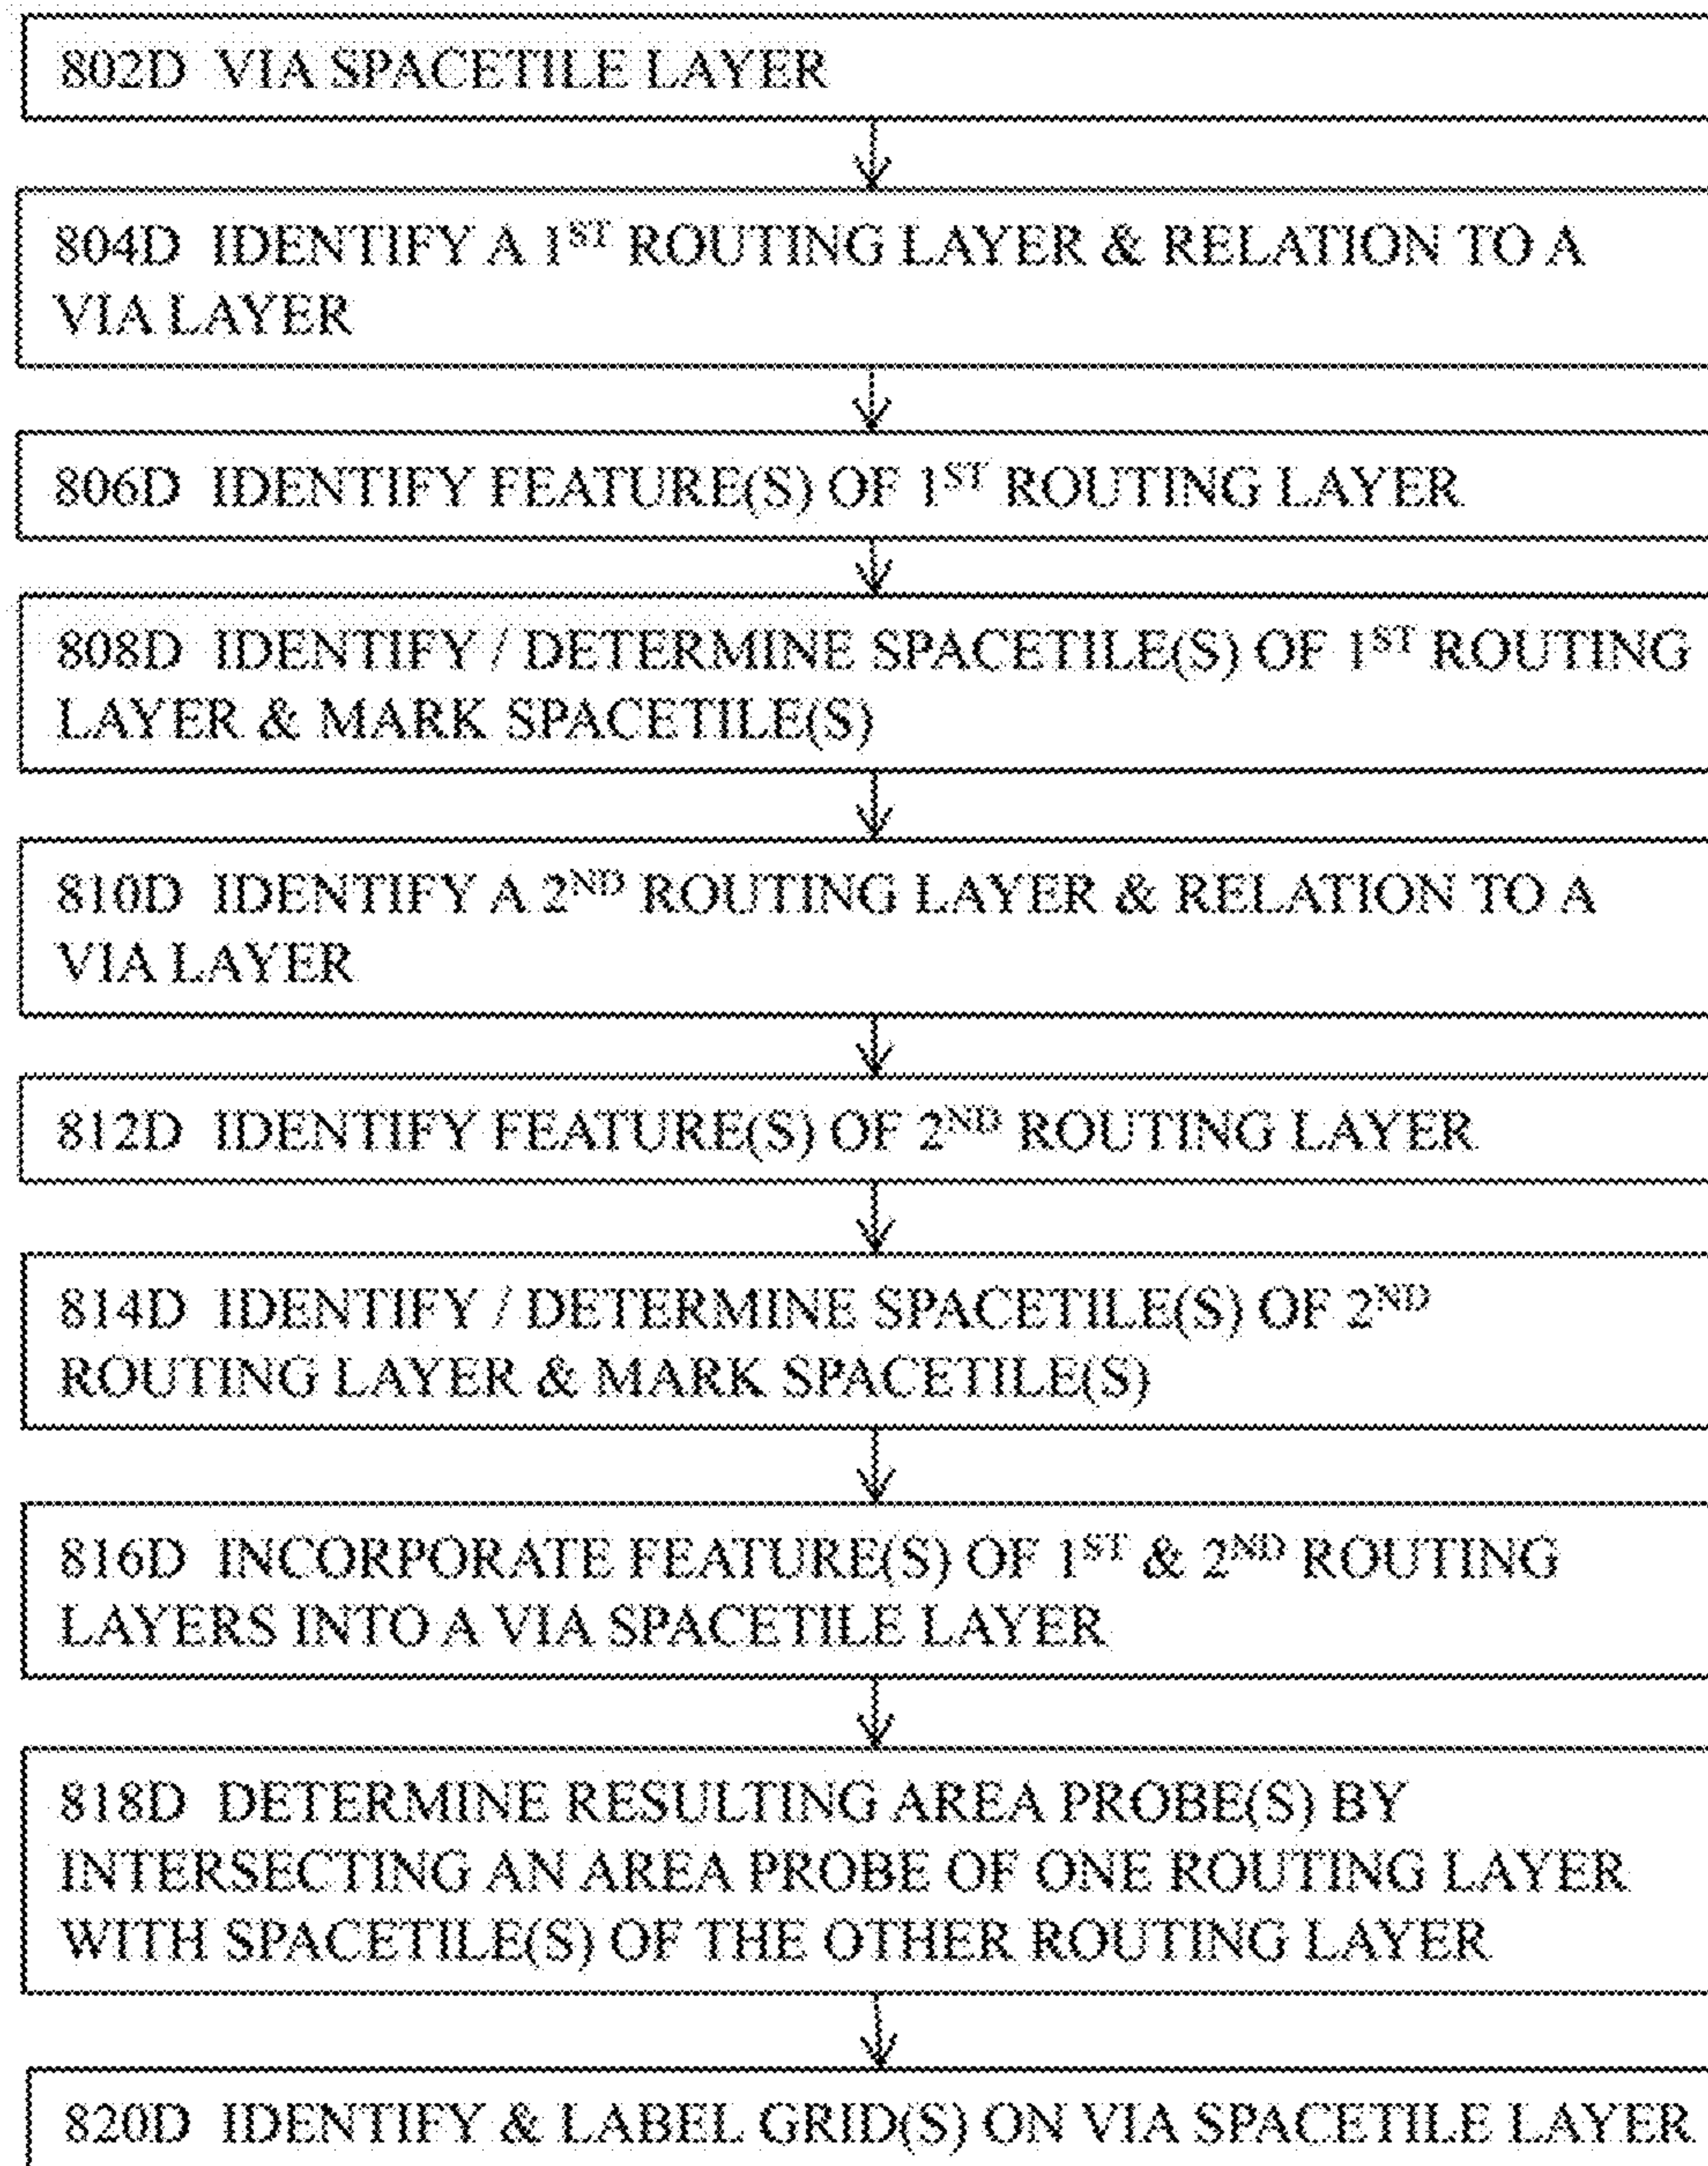 802D VIA SPACETILE LAYER
804D IDENTIFY A 1ST ROUTING LAYER & RELATION TO A
VIA LAYER
806D IDENTIFY FEATURE(S) OF 1ST ROUTING LAYER
808D IDENTIFY / DETERMINE SPACETILE(S) OF 1ST ROUTING
LAYER & MARK SPACETILE(S)
810D IDENTIFY A 2ND ROUTING LAYER & RELATION TO A
VIA LAYER
812D IDENTIFY FEATURE(S) OF 2ND ROUTING LAYER
814D IDENTIFY / DETERMINE SPACETILE(S) OF 2ND
ROUTING LAYER & MARK SPACETILE(S)
816D INCORPORATE FEATURE(S) OF 1ST & 2ND ROUTING
LAYERS INTO A VIA SPACETILE LAYER
818D DETERMINE RESULTING AREA PROBE(S) BY
INTERSECTING AN AREA PROBE OF ONE ROUTING LAYER
WITH SPACETILE(S) OF THE OTHER ROUTING LAYER
820D IDENTIFY & LABEL GRID(S) ON VIA SPACETILE LAYER